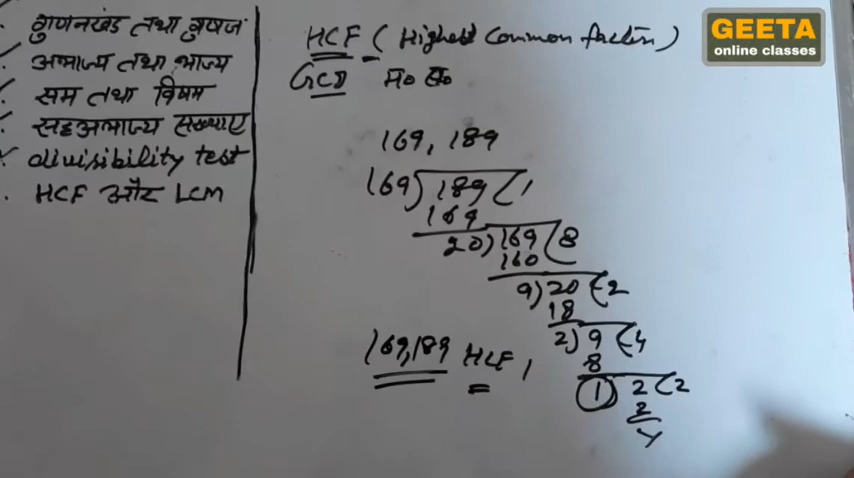 गुणनखंड तथा गुणज
अभाज्य तथा भाज्य
सम तथा विषम
सहअभाज्य संख्याए
divisibility test
HCF और LCM
HCF (Highest Common factor)
GCD म० स०
169, 189
169) 189 ( 1
169
20) 169 ( 8
160
9) 20 ( 2
18
2) 9 ( 4
8
1) 2 ( 2
2
169, 189 HCF 1
GEETA
online classes